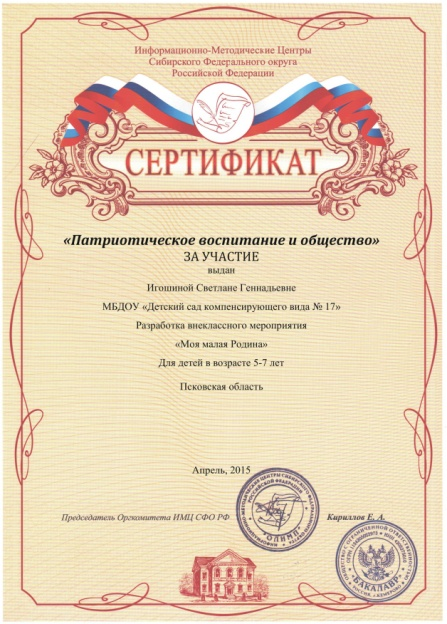 Информационно-Методические Центры
Сибирского Федерального округа
Российской Федерации
СЕРТИФИКАТ
«Патриотическое воспитание и общество»
ЗА УЧАСТИЕ
выдан
Игошиной Светлане Геннадьевне
МБДОУ «Детский сад компенсирующего вида № 17»
Разработка внеклассного мероприятия
«Моя малая Родина»
Для детей в возрасте 5-7 лет
Псковская область
Апрель, 2015
Председатель Оргкомитета ИМЦ СФО РФ
Кириллов Е. А.
ОЛИМП
БАКАЛАВР